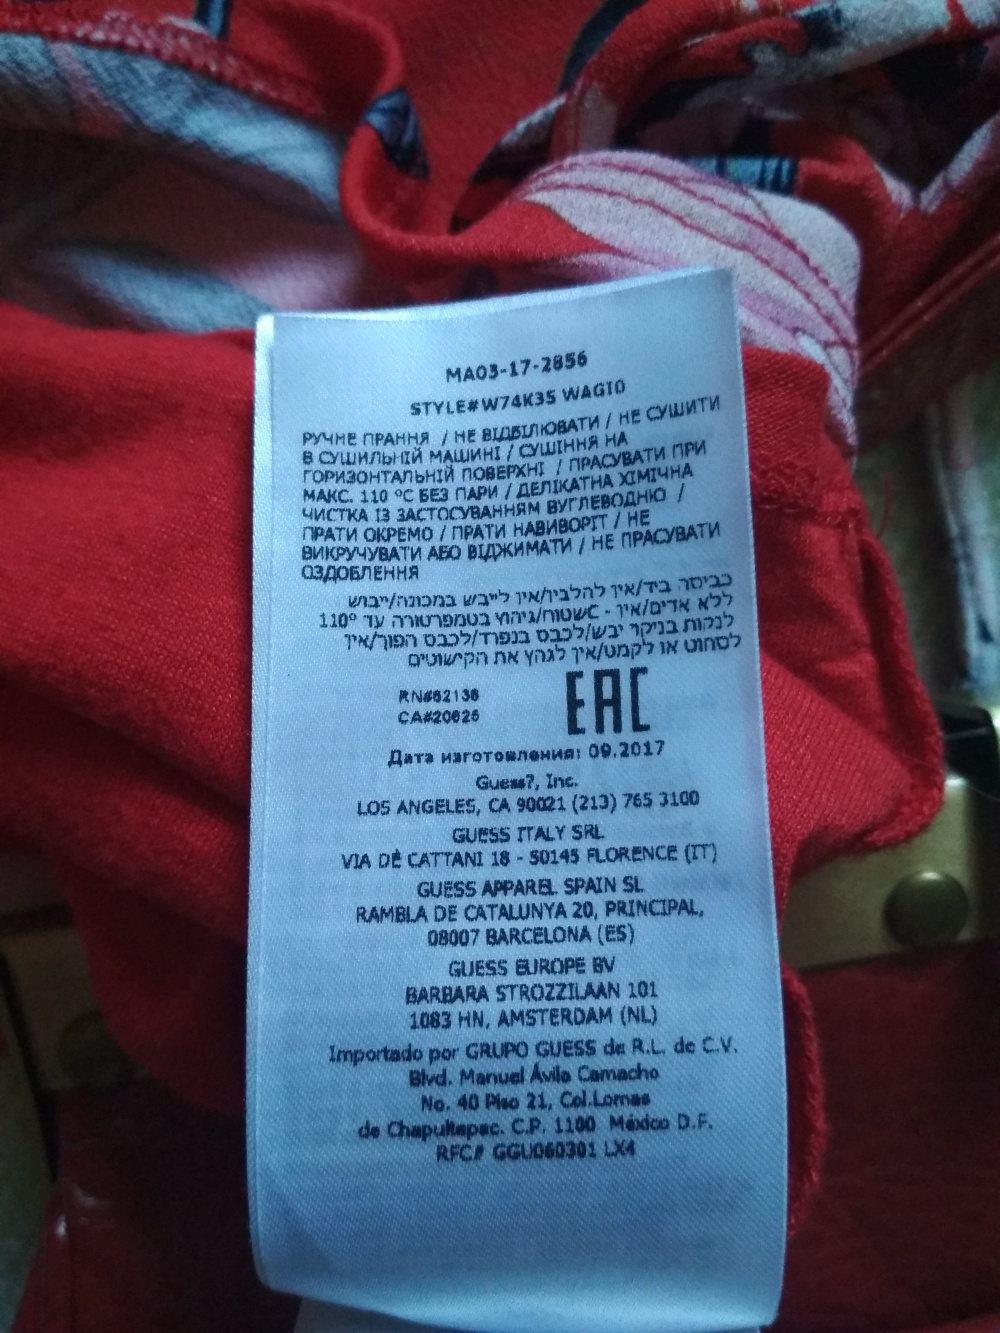 MA03-17-2856
STYLE#W74K35 WAGIO
РУЧНЕ ПРАННЯ / НЕ ВІДБІЛЮВАТИ / НЕ СУШИТИ
В СУШИЛЬНІЙ МАШИНІ / СУШІННЯ НА
ГОРИЗОНТАЛЬНІЙ ПОВЕРХНІ / ПРАСУВАТИ ПРИ
МАКС. 110 °C БЕЗ ПАРИ / ДЕЛІКАТНА ХІМІЧНА
ЧИСТКА ІЗ ЗАСТОСУВАННЯМ ВУГЛЕВОДНЮ /
ПРАТИ ОКРЕМО / ПРАТИ НАВИВОРІТ / НЕ
ВИКРУЧУВАТИ АБО ВІДЖИМАТИ / НЕ ПРАСУВАТИ
ОЗДОБЛЕННЯ
כביסה ביד/אין להלבין/אין לייבש במכונה/ייבוש
ללא אדים/אין - Cשטוח/גיהוץ בטמפרטורה עד 110°
לנקות בניקוי יבש/לכבס בנפרד/לכבס הפוך/אין
לסחוט או לקמט/אין לגהץ את הקישוטים
RN#62136
CA#20626
EAC
Дата изготовления: 09.2017
Guess?, Inc.
LOS ANGELES, CA 90021 (213) 765 3100
GUESS ITALY SRL
VIA DÈ CATTANI 18 - 50145 FLORENCE (IT)
GUESS APPAREL SPAIN SL
RAMBLA DE CATALUNYA 20, PRINCIPAL,
08007 BARCELONA (ES)
GUESS EUROPE BV
BARBARA STROZZILAAN 101
1083 HN, AMSTERDAM (NL)
Importado por GRUPO GUESS de R.L. de C.V.
Blvd. Manuel Ávila Camacho
No. 40 Piso 21, Col.Lomas
de Chapultepec. C.P. 1100 México D.F.
RFC# GGU060301 LX4